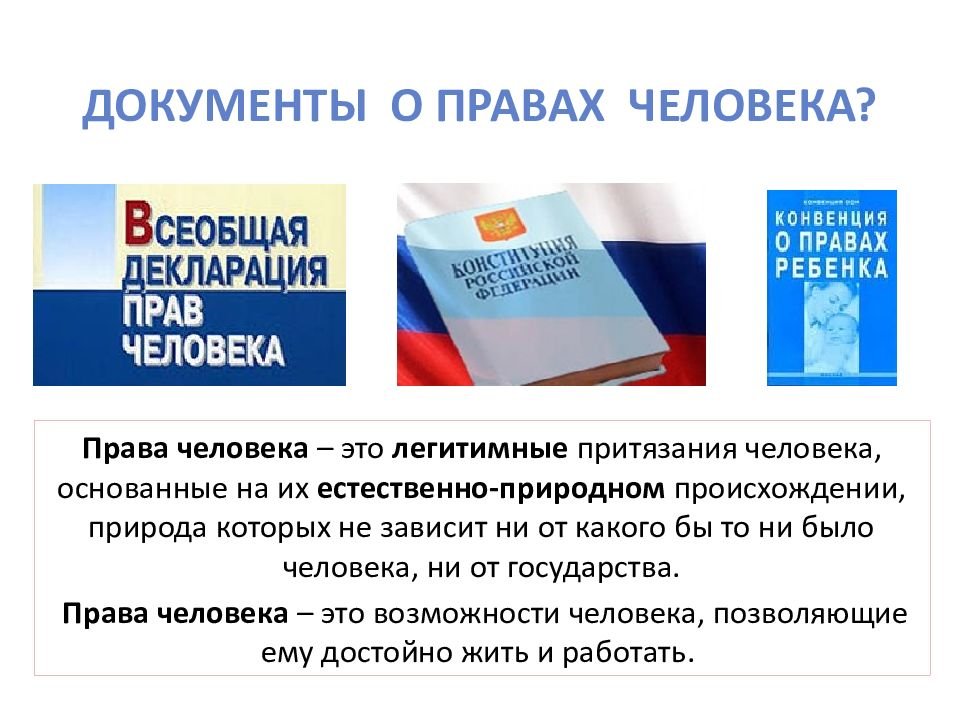 ДОКУМЕНТЫ О ПРАВАХ ЧЕЛОВЕКА?
ВСЕОБЩАЯ
ДЕКЛАРАЦИЯ
ПРАВ
ЧЕЛОВЕКА
КОНСТИТУЦИЯ
РОССИЙСКОЙ
ФЕДЕРАЦИИ
КОНВЕНЦИЯ ООН
КОНВЕНЦИЯ
О ПРАВАХ
РЕБЕНКА
Права человека – это легитимные притязания человека,
основанные на их естественно-природном происхождении,
природа которых не зависит ни от какого бы то ни было
человека, ни от государства.
Права человека – это возможности человека, позволяющие
ему достойно жить и работать.